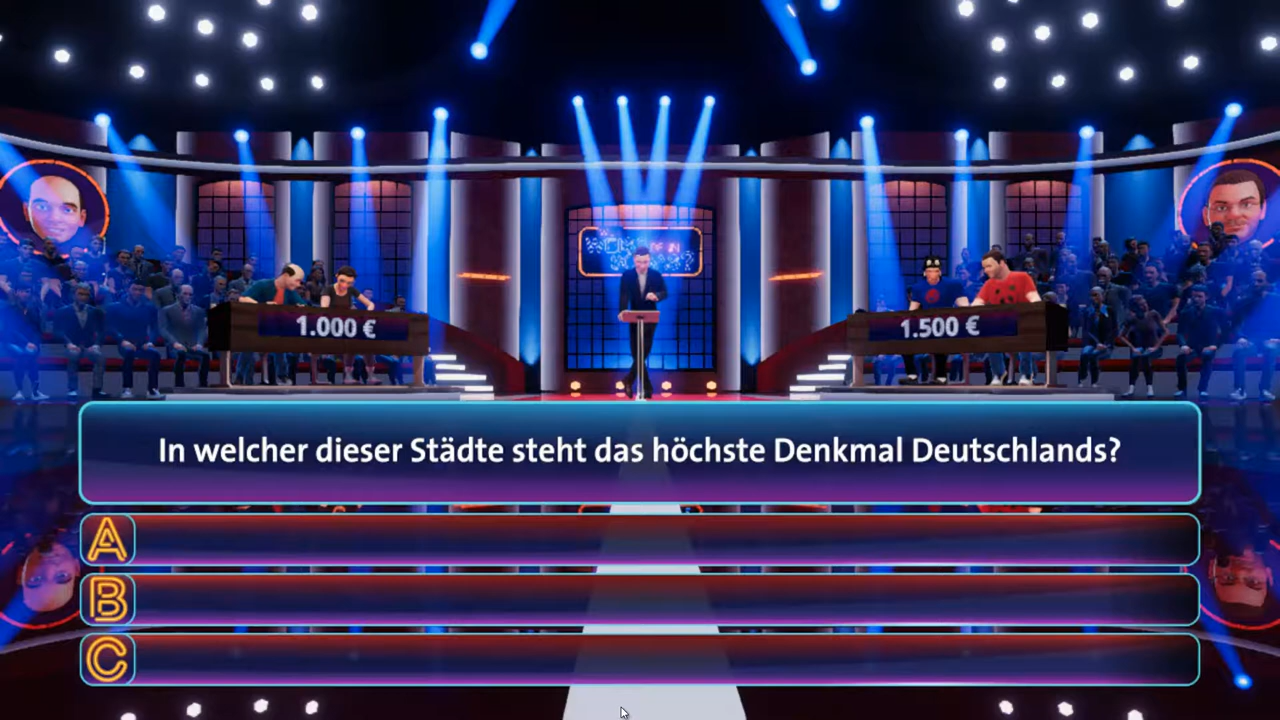 1.000 €
1.500 €
In welcher dieser Städte steht das höchste Denkmal Deutschlands?
A
B
C